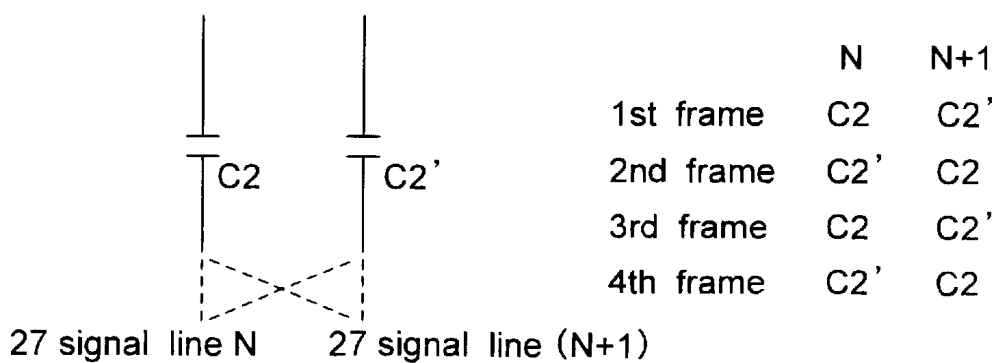 C2 C2’
27 signal line N 27 signal line (N+1)
N N+1
1st frame C2 C2’
2nd frame C2’ C2
3rd frame C2 C2’
4th frame C2’ C2